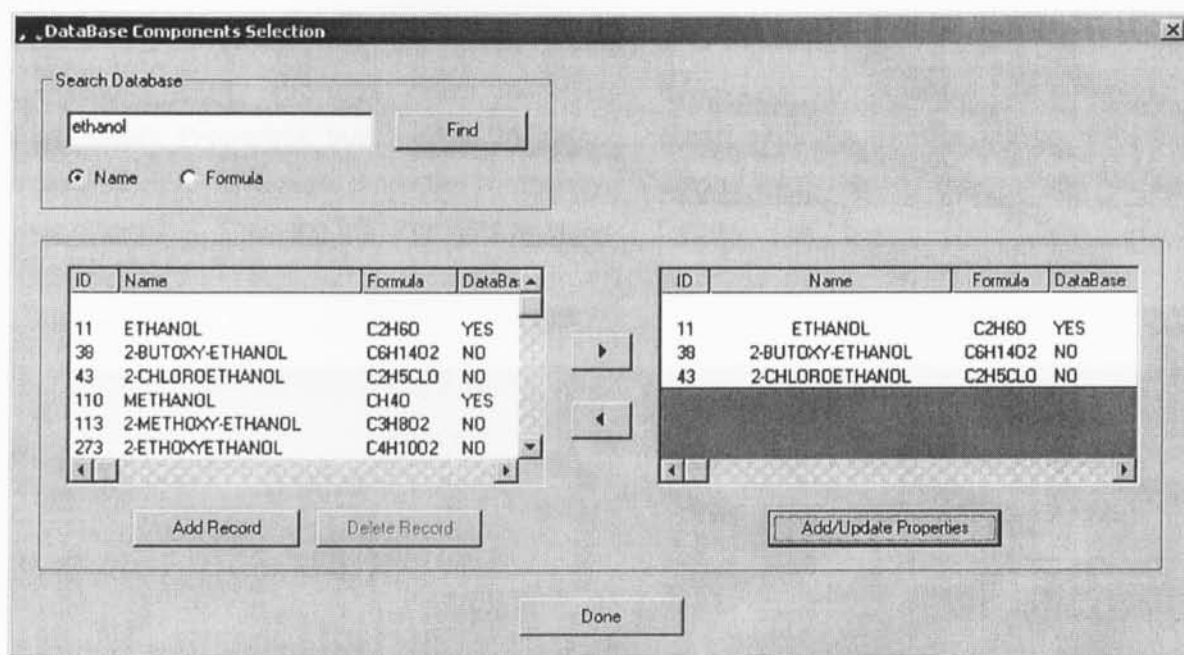 DataBase Components Selection
Search Database
ethanol
Find
Name Formula
ID Name Formula DataBa
11 ETHANOL C2H6O YES
38 2-BUTOXY-ETHANOL C6H14O2 NO
43 2-CHLOROETHANOL C2H5CLO NO
110 METHANOL CH4O YES
113 2-METHOXY-ETHANOL C3H8O2 NO
273 2-ETHOXYETHANOL C4H10O2 NO
ID Name Formula DataBase
11 ETHANOL C2H6O YES
38 2-BUTOXY-ETHANOL C6H14O2 NO
43 2-CHLOROETHANOL C2H5CLO NO
Add Record Delete Record
Add/Update Properties
Done